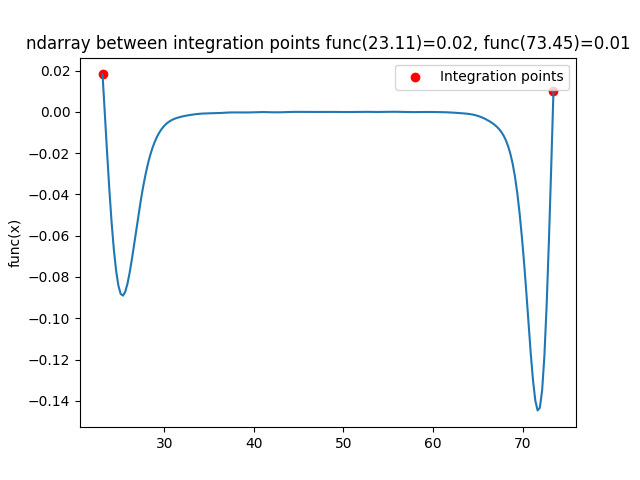 ndarray between integration points func(23.11)=0.02, func(73.45)=0.01
Integration points
0.02
0.00
−0.02
−0.04
−0.06
−0.08
−0.10
−0.12
−0.14
func(x)
30 40 50 60 70